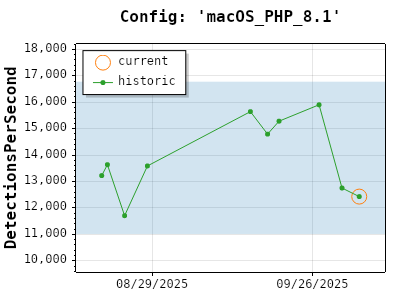 Config: 'macOS_PHP_8.1'
DetectionsPerSecond
18,000
17,000
16,000
15,000
14,000
13,000
12,000
11,000
10,000
current
historic
08/29/2025
09/26/2025